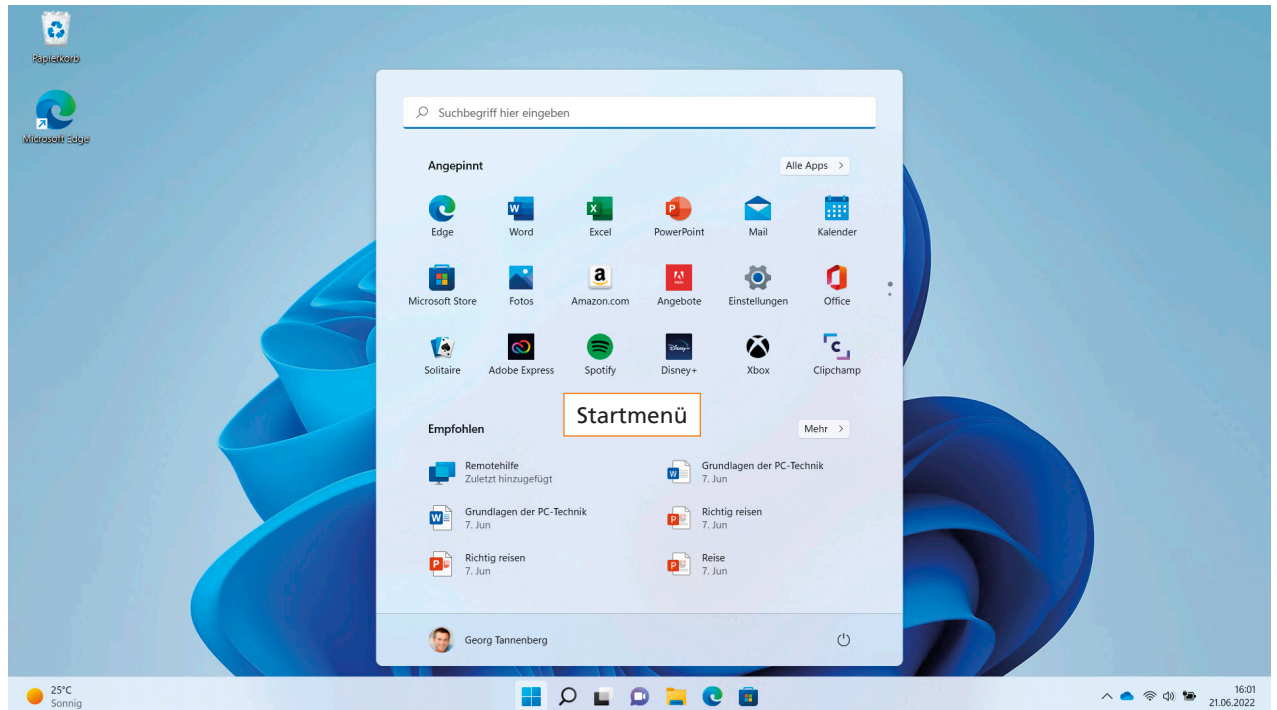 Papierkorb
Microsoft Edge
Suchbegriff hier eingeben
Angepinnt
Alle Apps
Edge
Word
Excel
PowerPoint
Mail
Kalender
Microsoft Store
Fotos
Amazon.com
Angebote
Einstellungen
Office
Solitaire
Adobe Express
Spotify
Disney+
Xbox
Clipchamp
Startmenü
Empfohlen
Mehr
Remotehilfe
Zuletzt hinzugefügt
Grundlagen der PC-Technik
7. Jun
Grundlagen der PC-Technik
7. Jun
Richtig reisen
7. Jun
Richtig reisen
7. Jun
Reise
7. Jun
Georg Tannenberg
25°C
Sonnig
16:01
21.06.2022